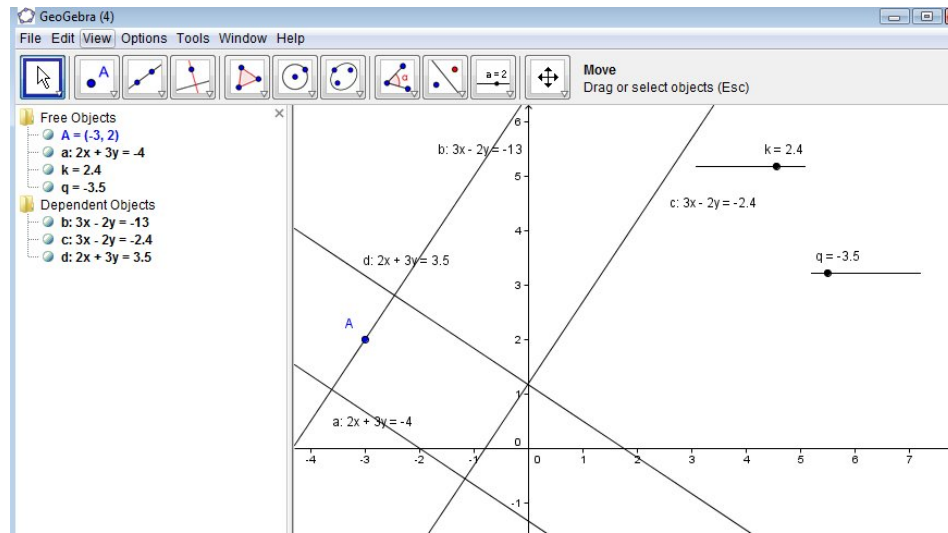 GeoGebra (4)
File Edit View Options Tools Window Help
A
α
a = 2
Move
Drag or select objects (Esc)
Free Objects
A = (-3, 2)
a: 2x + 3y = -4
k = 2.4
q = -3.5
Dependent Objects
b: 3x - 2y = -13
c: 3x - 2y = -2.4
d: 2x + 3y = 3.5
6
b: 3x - 2y = -13
k = 2.4
5
c: 3x - 2y = -2.4
4
d: 2x + 3y = 3.5
q = -3.5
3
A
2
1
a: 2x + 3y = -4
0
-4 -3 -2 -1 0 1 2 3 4 5 6 7
-1